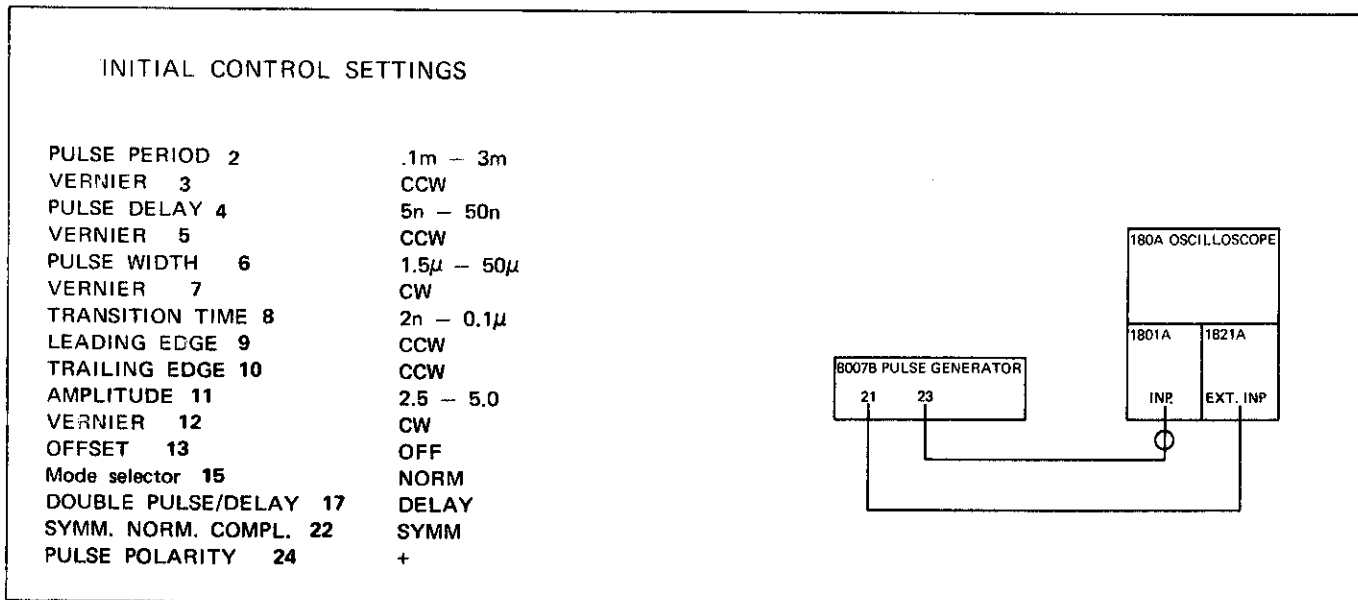 INITIAL CONTROL SETTINGS
PULSE PERIOD 2 .1m – 3m
VERNIER 3 CCW
PULSE DELAY 4 5n – 50n
VERNIER 5 CCW
PULSE WIDTH 6 1.5μ – 50μ
VERNIER 7 CW
TRANSITION TIME 8 2n – 0.1μ
LEADING EDGE 9 CCW
TRAILING EDGE 10 CCW
AMPLITUDE 11 2.5 – 5.0
VERNIER 12 CW
OFFSET 13 OFF
Mode selector 15 NORM
DOUBLE PULSE/DELAY 17 DELAY
SYMM. NORM. COMPL. 22 SYMM
PULSE POLARITY 24 +
180A OSCILLOSCOPE
1801A 1821A
INP. EXT. INP
8007B PULSE GENERATOR
21 23